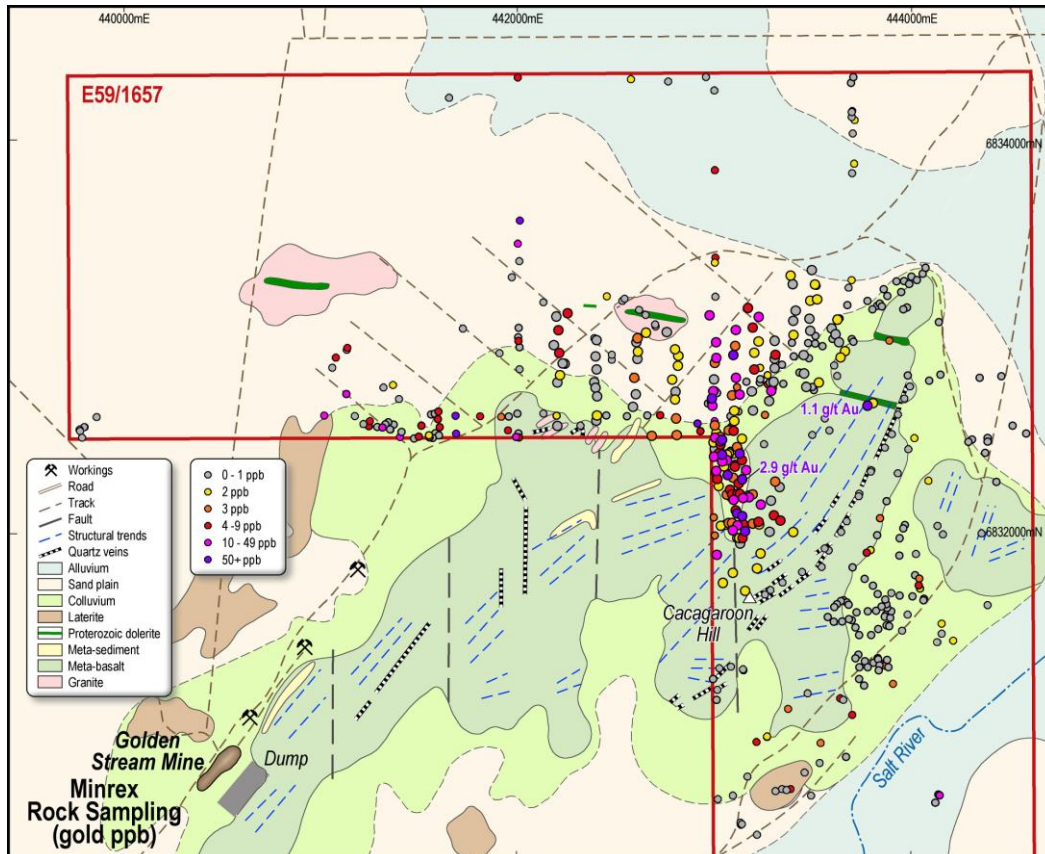 440000mE
442000mE
444000mE
E59/1657
6834000mN
1.1 g/t Au
2.9 g/t Au
6832000mN
Workings
Road
Track
Fault
Structural trends
Quartz veins
Alluvium
Sand plain
Colluvium
Laterite
Proterozoic dolerite
Meta-sediment
Meta-basalt
Granite
0 - 1 ppb
2 ppb
3 ppb
4 -9 ppb
10 - 49 ppb
50+ ppb
Cacagaroon
Hill
Salt River
Golden
Stream Mine
Dump
Minrex
Rock Sampling
(gold ppb)